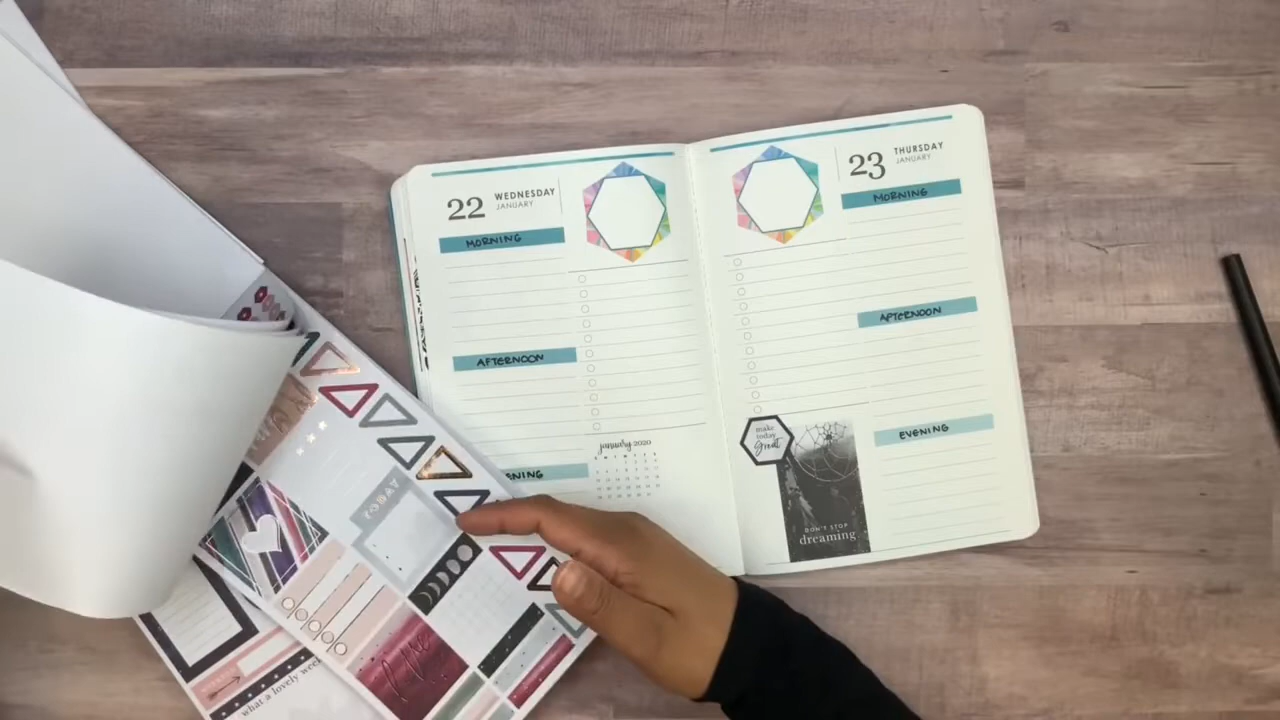 22 WEDNESDAY
JANUARY
MORNING
AFTERNOON
ENING
january 2020
23 THURSDAY
JANUARY
MORNING
AFTERNOON
EVENING
make
today
Great
DON'T STOP
dreaming
TODAY
what a lovely week